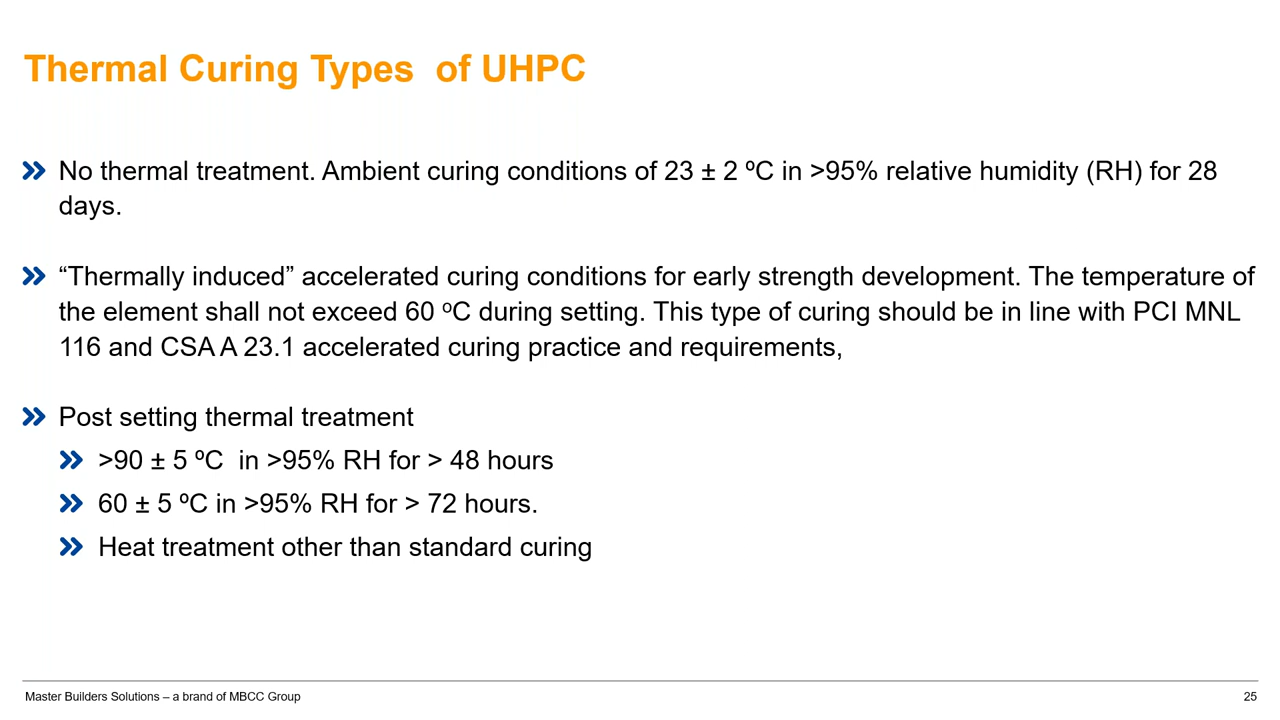 Thermal Curing Types  of UHPC
No thermal treatment. Ambient curing conditions of 23 ± 2 ºC in >95% relative humidity (RH) for 28
days.
“Thermally induced” accelerated curing conditions for early strength development. The temperature of
the element shall not exceed 60 ºC during setting. This type of curing should be in line with PCI MNL
116 and CSA A 23.1 accelerated curing practice and requirements,
Post setting thermal treatment
>90 ± 5 ºC  in >95% RH for > 48 hours
60 ± 5 ºC in >95% RH for > 72 hours.
Heat treatment other than standard curing
Master Builders Solutions – a brand of MBCC Group
25